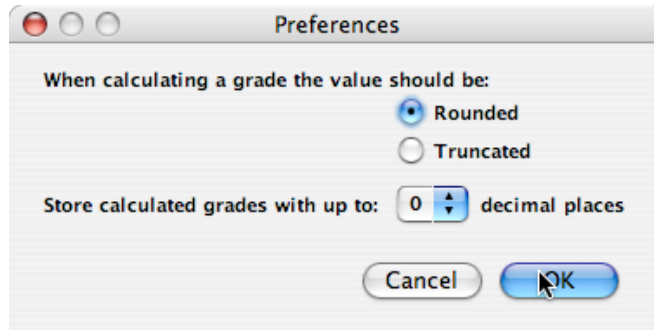 Preferences
When calculating a grade the value should be:
Rounded
Truncated
Store calculated grades with up to: 0 decimal places
Cancel OK